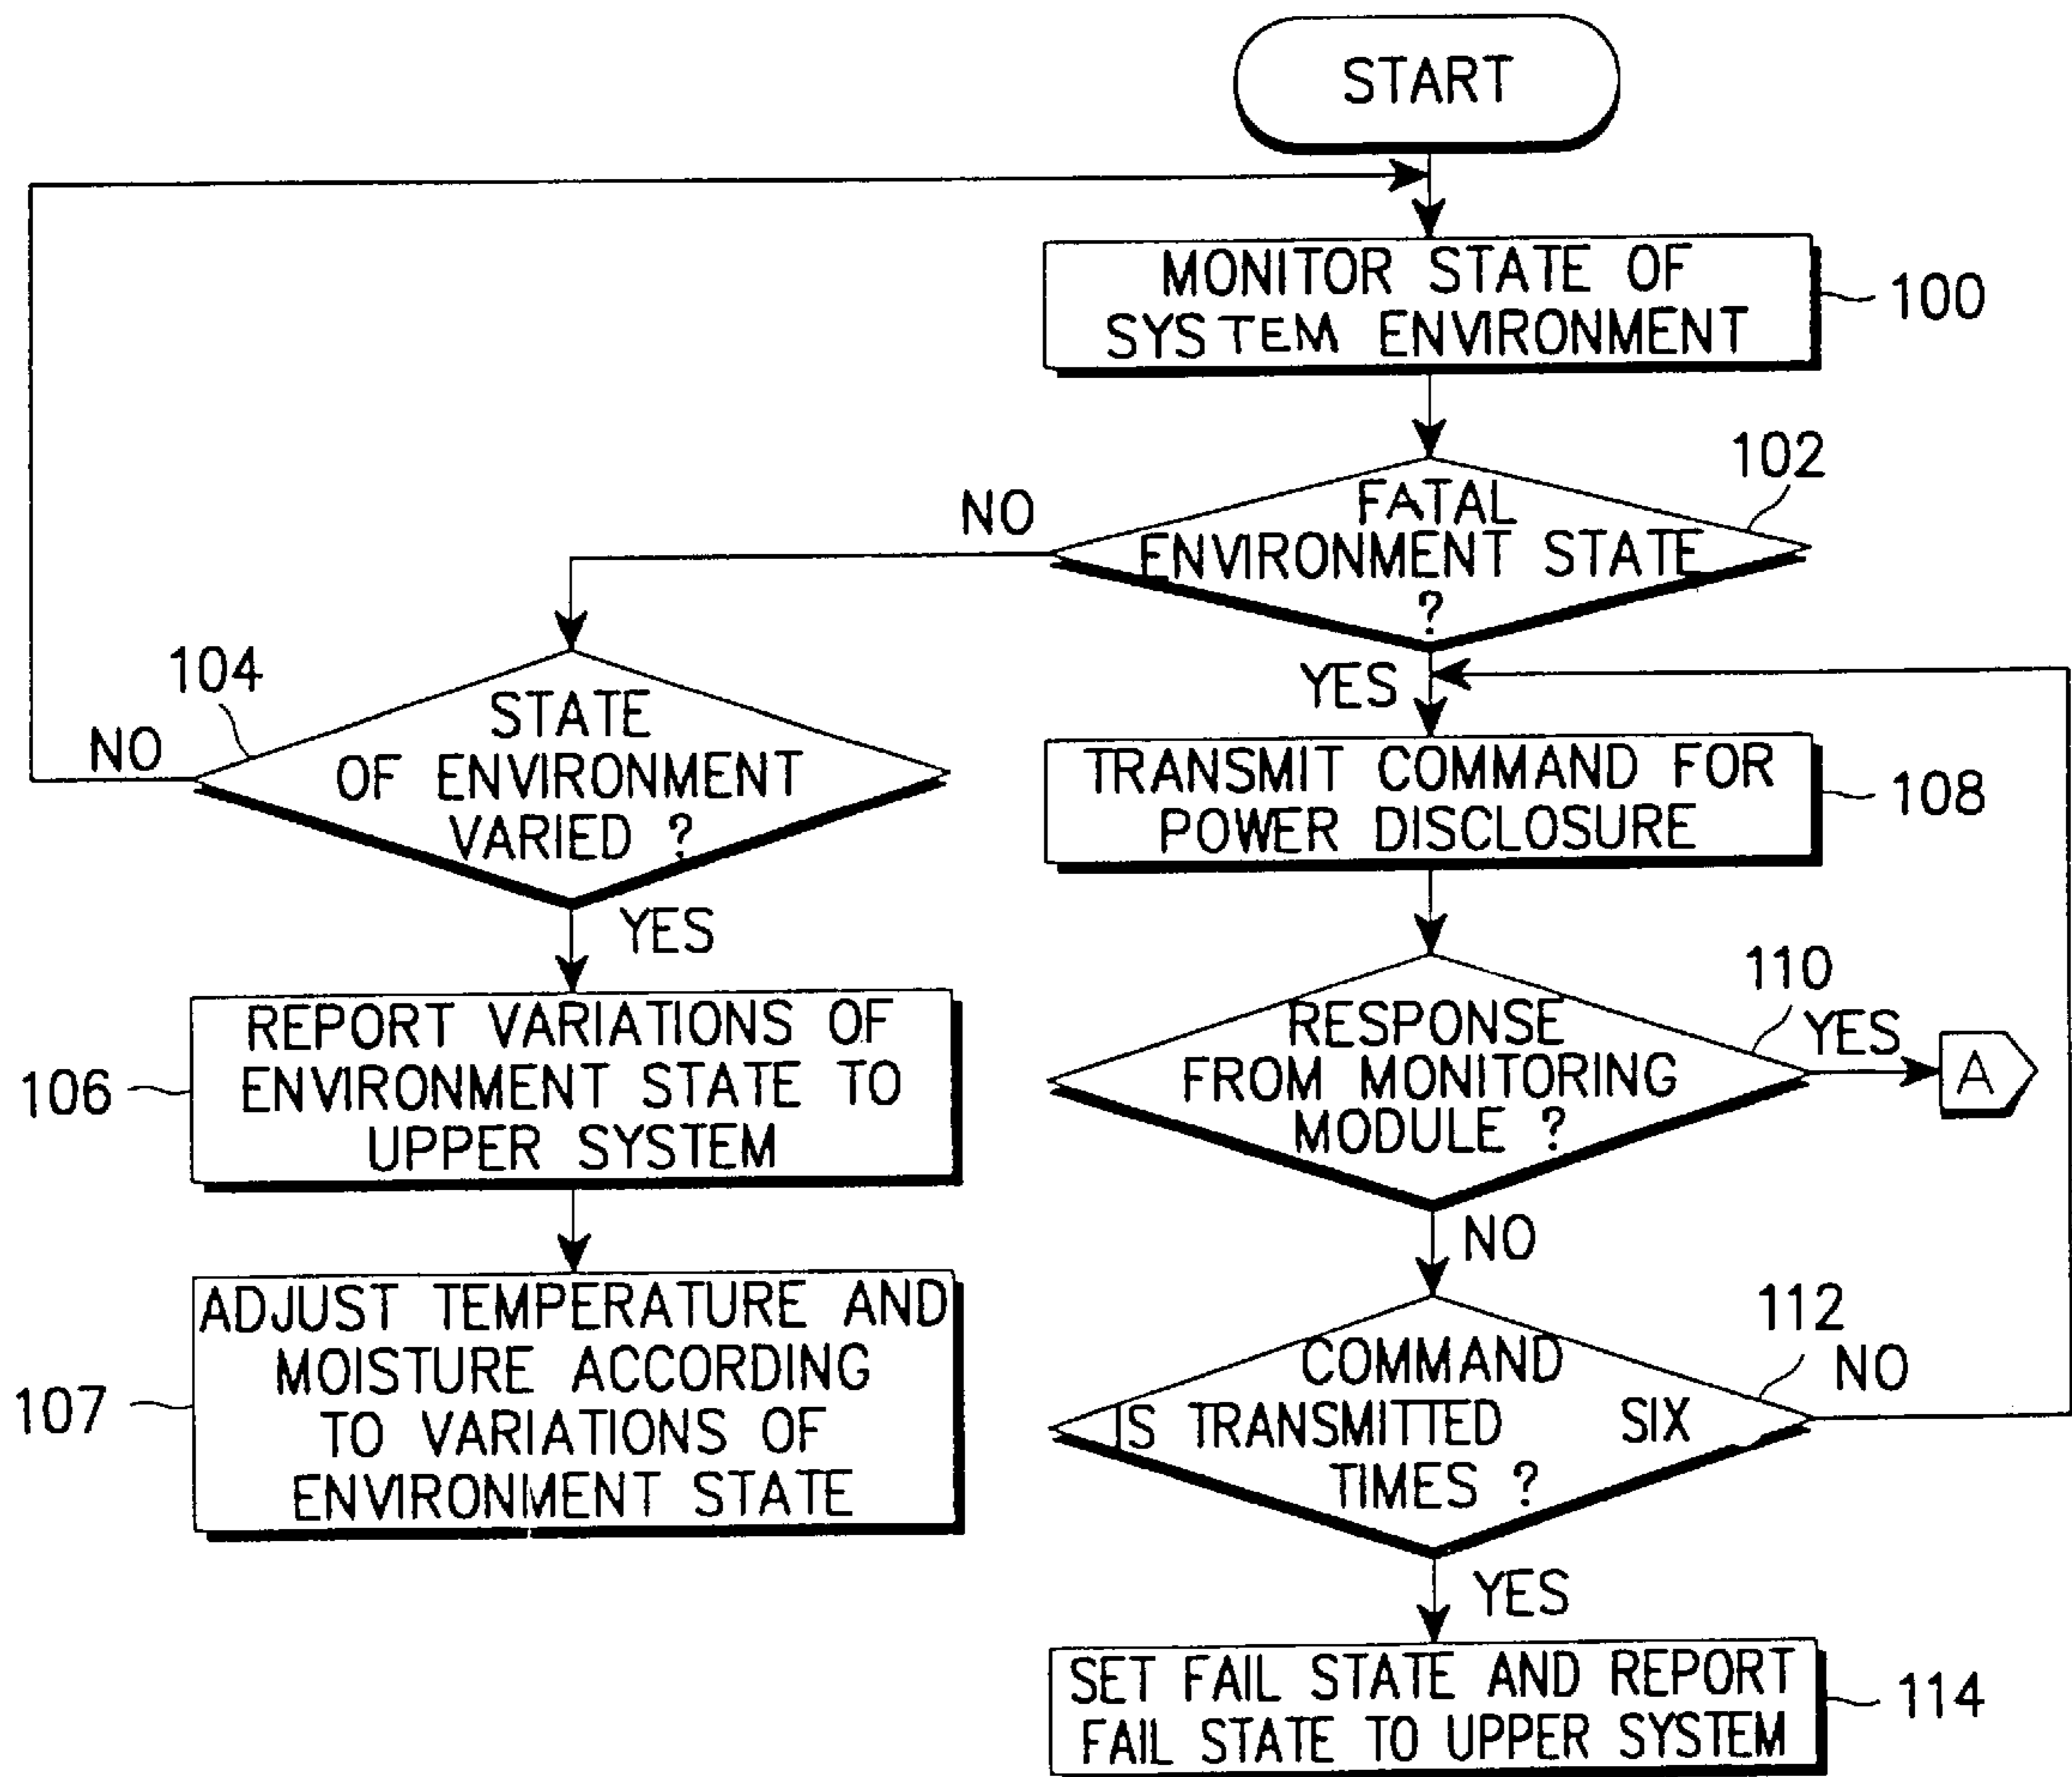 START
MONITOR STATE OF
SYSTEM ENVIRONMENT
100
102
FATAL
ENVIRONMENT STATE
?
NO
YES
104
STATE
OF ENVIRONMENT
VARIED ?
NO
YES
TRANSMIT COMMAND FOR
POWER DISCLOSURE
108
REPORT VARIATIONS OF
ENVIRONMENT STATE TO
UPPER SYSTEM
106
110
RESPONSE
FROM MONITORING
MODULE ?
YES
A
NO
ADJUST TEMPERATURE AND
MOISTURE ACCORDING
TO VARIATIONS OF
ENVIRONMENT STATE
107
112
COMMAND
IS TRANSMITTED SIX
TIMES ?
NO
YES
SET FAIL STATE AND REPORT
FAIL STATE TO UPPER SYSTEM
114